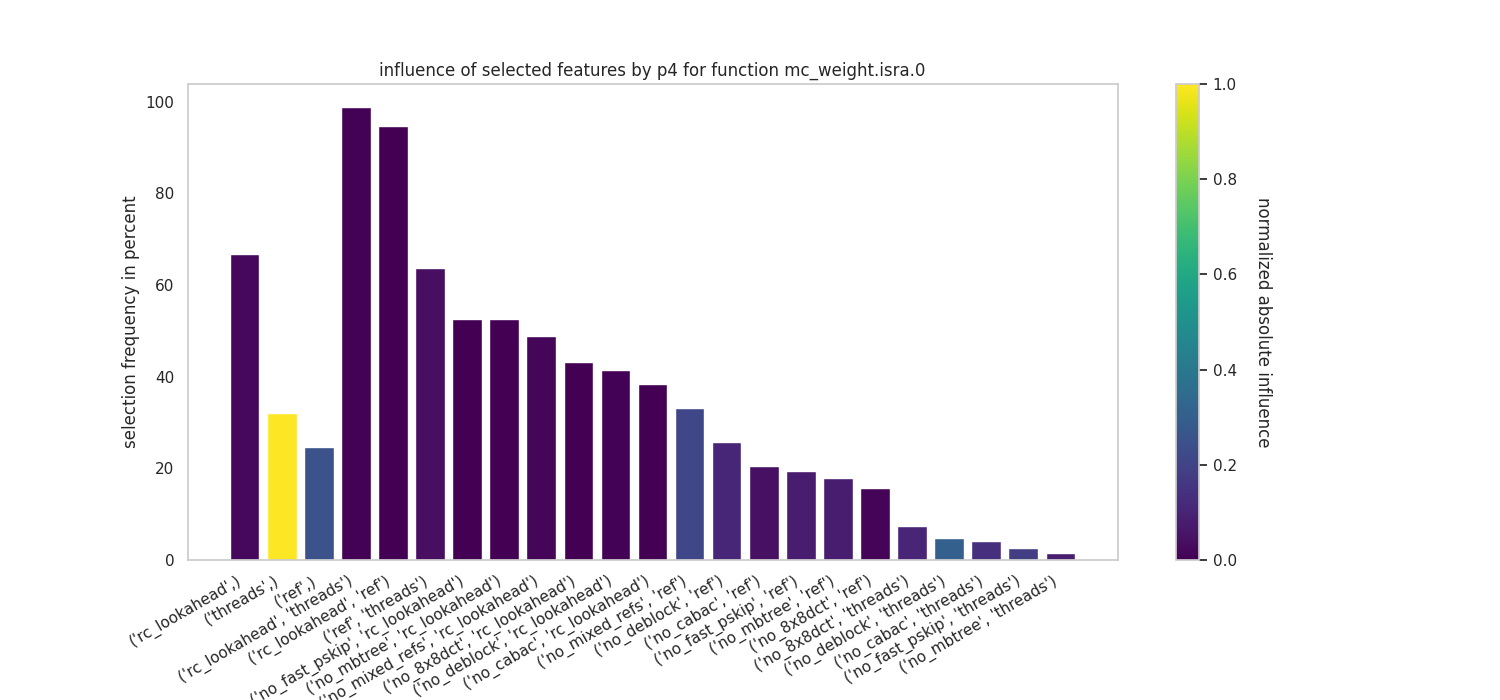 influence of selected features by p4 for function mc_weight.isra.0
selection frequency in percent
100
80
60
40
20
0
('rc_lookahead',)
('threads',)
('ref',)
('rc_lookahead', 'threads')
('rc_lookahead', 'ref')
('ref', 'threads')
('no_fast_pskip', 'rc_lookahead')
('no_mbtree', 'rc_lookahead')
('no_mixed_refs', 'rc_lookahead')
('no_8x8dct', 'rc_lookahead')
('no_deblock', 'rc_lookahead')
('no_cabac', 'rc_lookahead')
('no_mixed_refs', 'ref')
('no_deblock', 'ref')
('no_cabac', 'ref')
('no_fast_pskip', 'ref')
('no_mbtree', 'ref')
('no_8x8dct', 'ref')
('no_8x8dct', 'threads')
('no_deblock', 'threads')
('no_cabac', 'threads')
('no_fast_pskip', 'threads')
('no_mbtree', 'threads')
1.0
0.8
0.6
0.4
0.2
0.0
normalized absolute influence